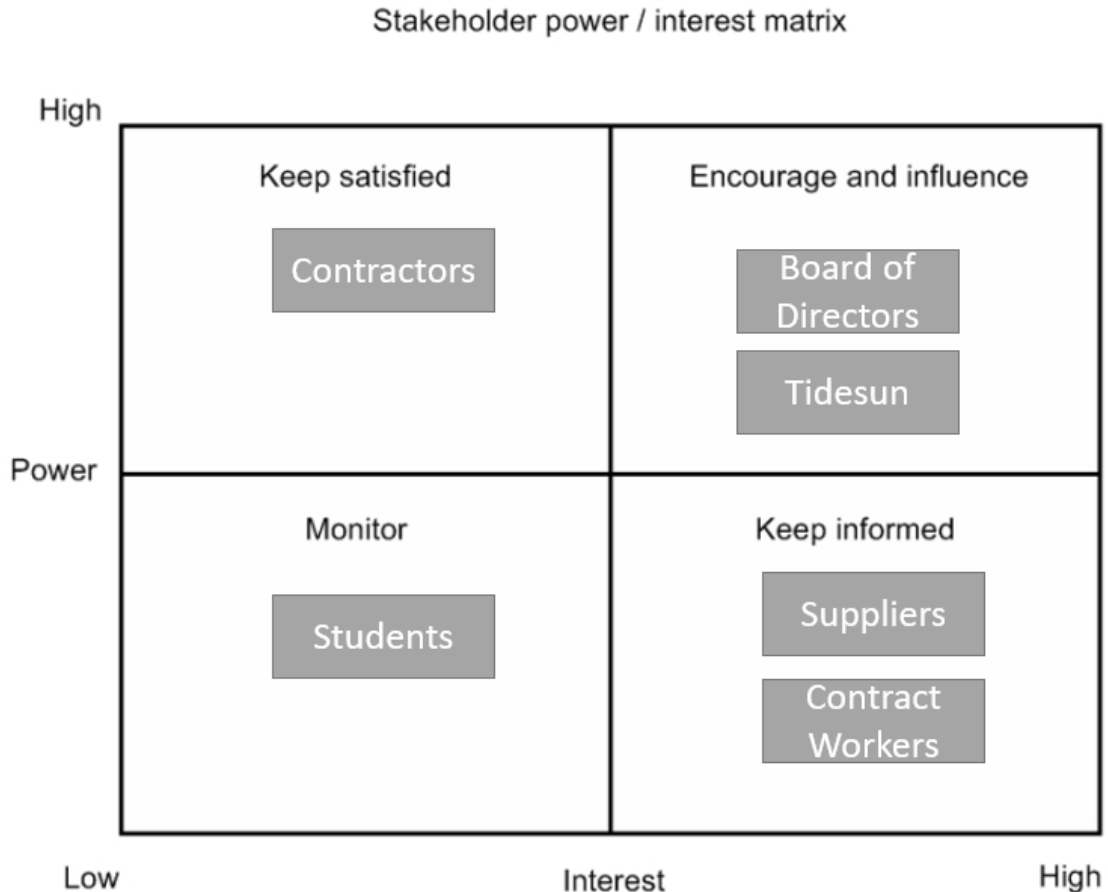 Stakeholder power / interest matrix
High
Keep satisfied
Encourage and influence
Contractors
Board of
Directors
Tidesun
Power
Monitor
Keep informed
Students
Suppliers
Contract
Workers
Low
Interest
High